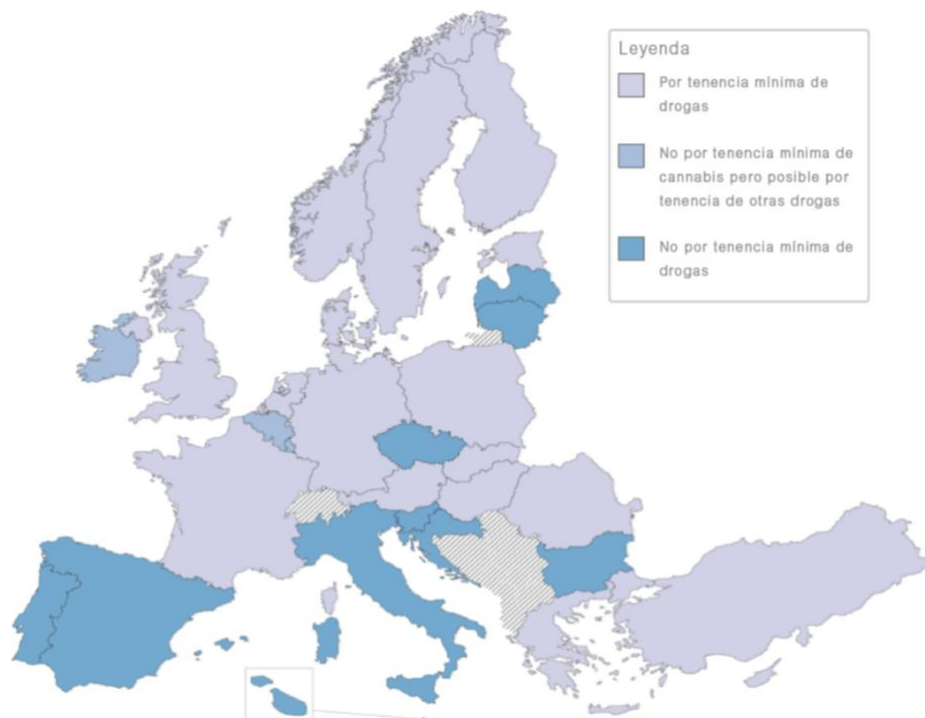 Leyenda
Por tenencia mínima de
drogas
No por tenencia mínima de
cannabis pero posible por
tenencia de otras drogas
No por tenencia mínima de
drogas